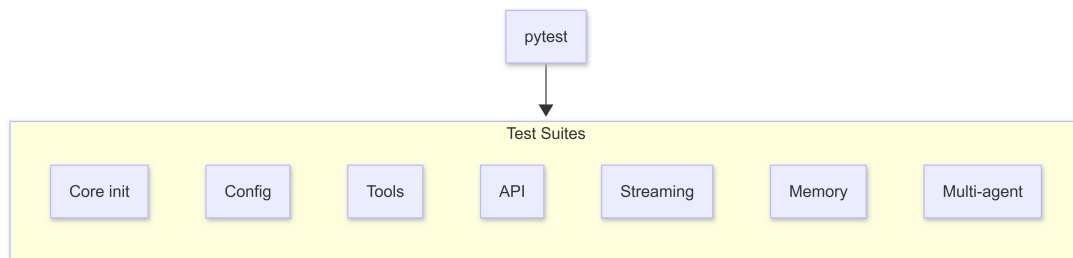 pytest
Test Suites
Core init
Config
Tools
API
Streaming
Memory
Multi-agent